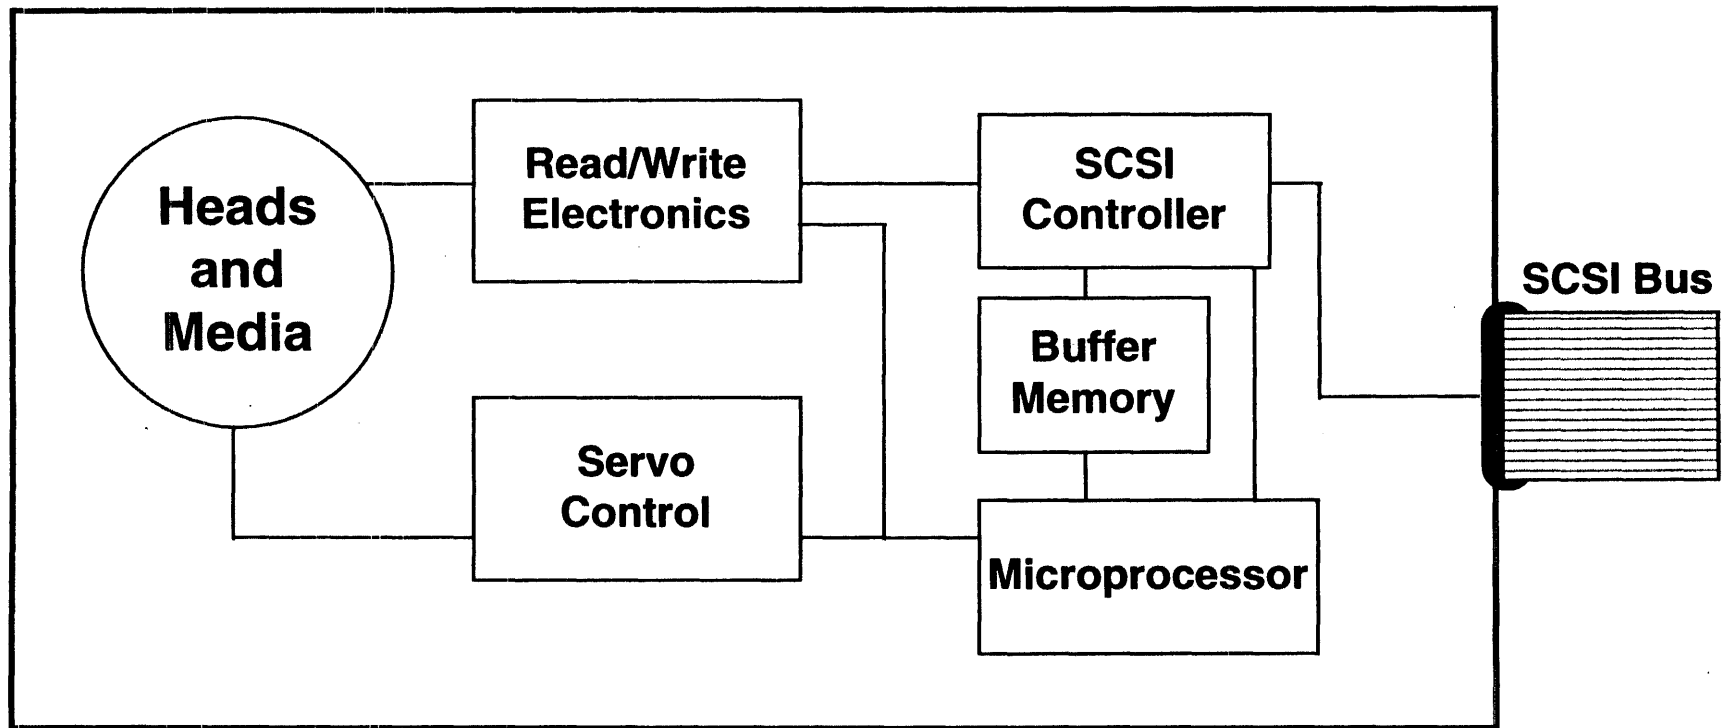 Heads
and
Media
Read/Write
Electronics
SCSI
Controller
SCSI Bus
Buffer
Memory
Servo
Control
Microprocessor